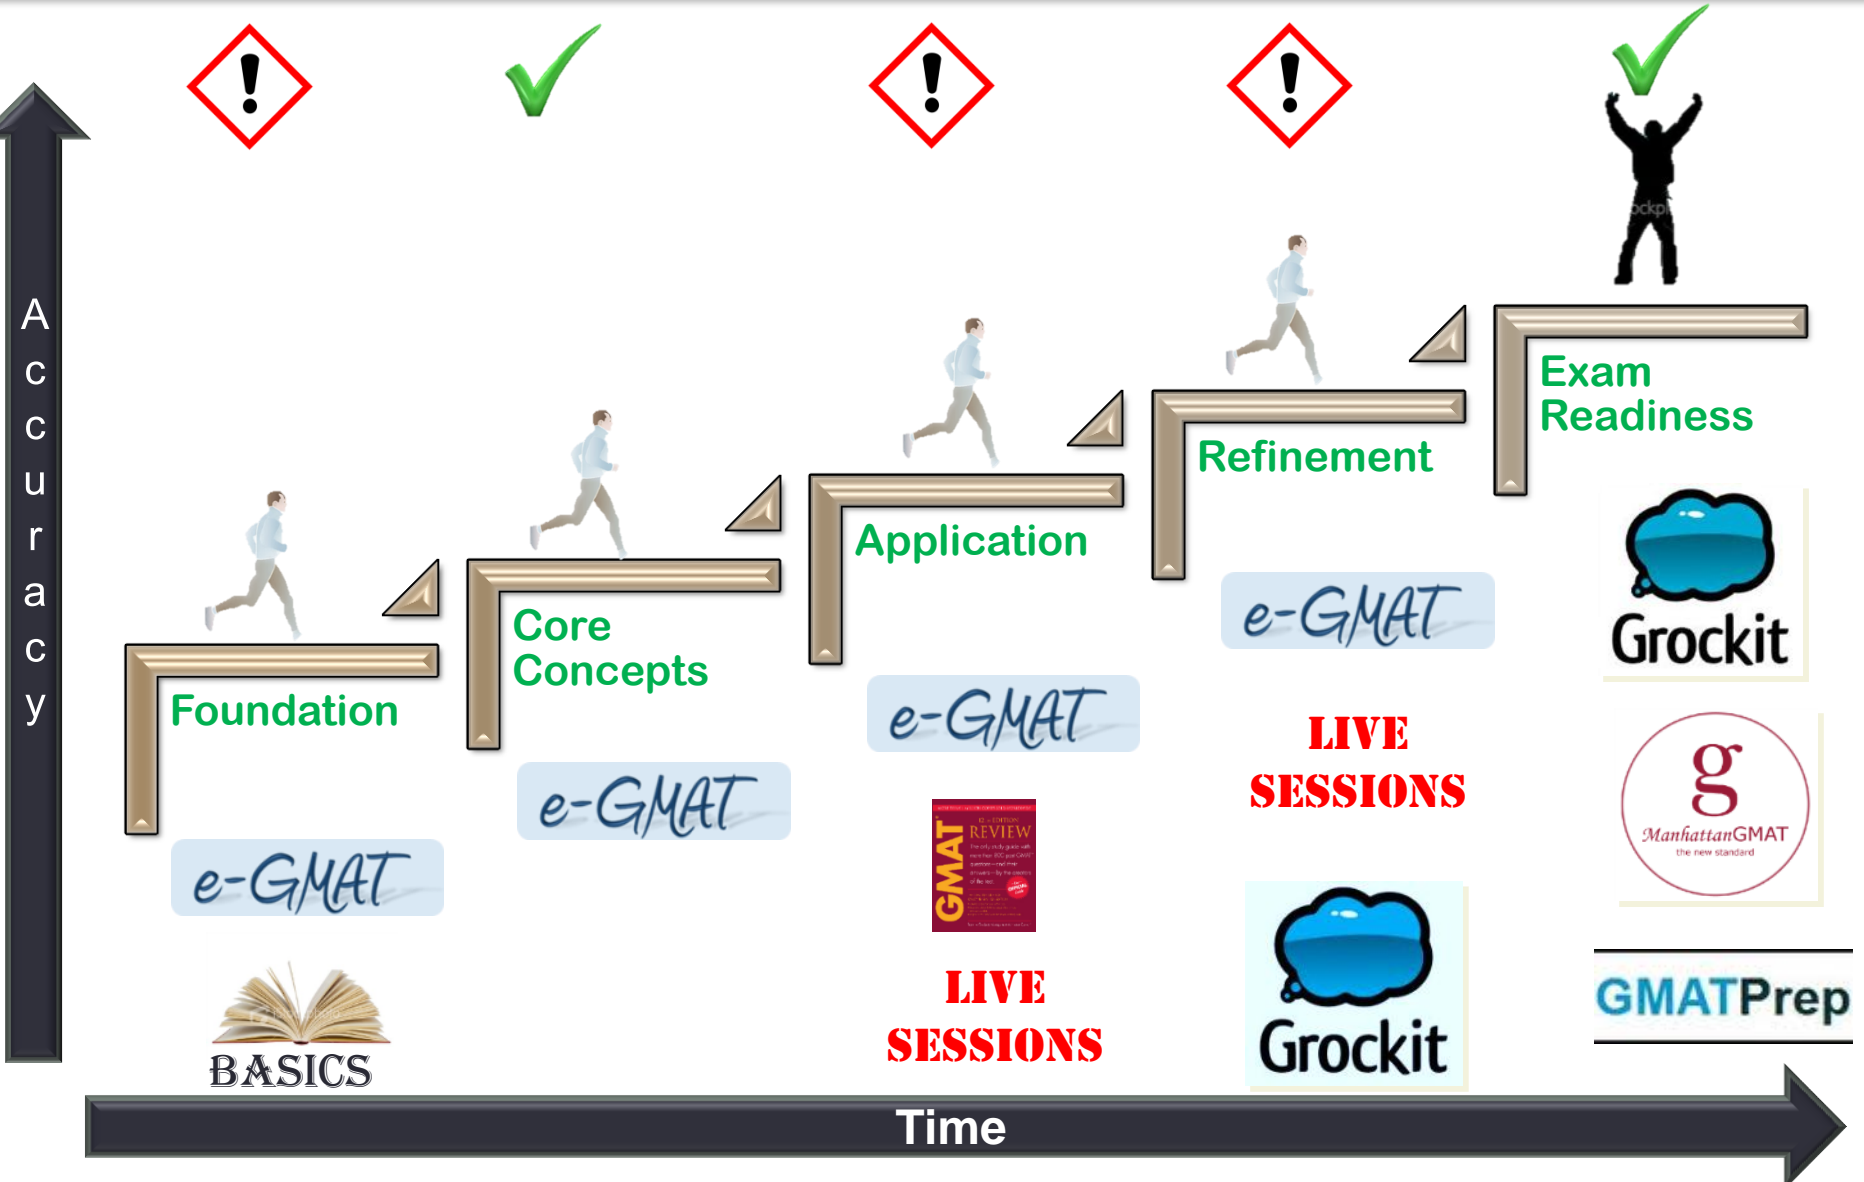 Accuracy
Foundation
Core
Concepts
Application
Refinement
Exam
Readiness
e-GMAT
BASICS
e-GMAT
e-GMAT
GMAT
REVIEW
LIVE
SESSIONS
e-GMAT
LIVE
SESSIONS
Grockit
Grockit
g
ManhattanGMAT
the new standard
GMATPrep
Time